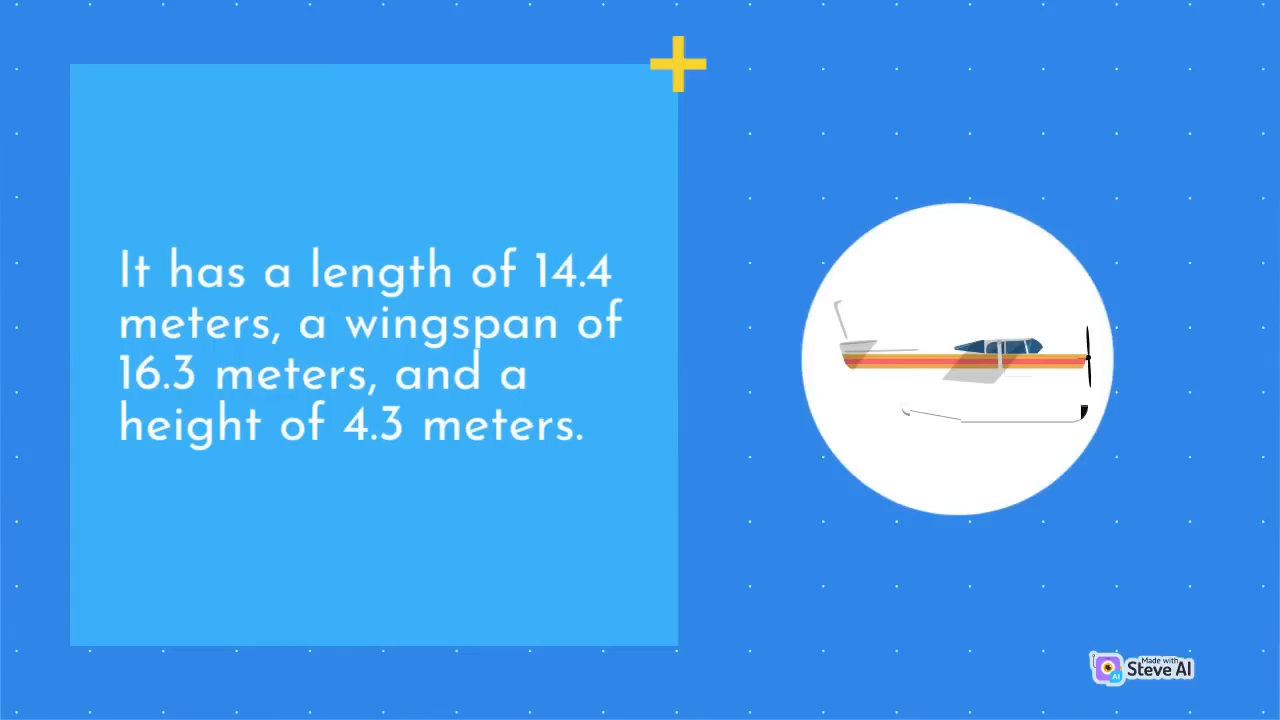 It has a length of 14.4
meters, a wingspan of
16.3 meters, and a
height of 4.3 meters.
Made with
Steve AI
AI